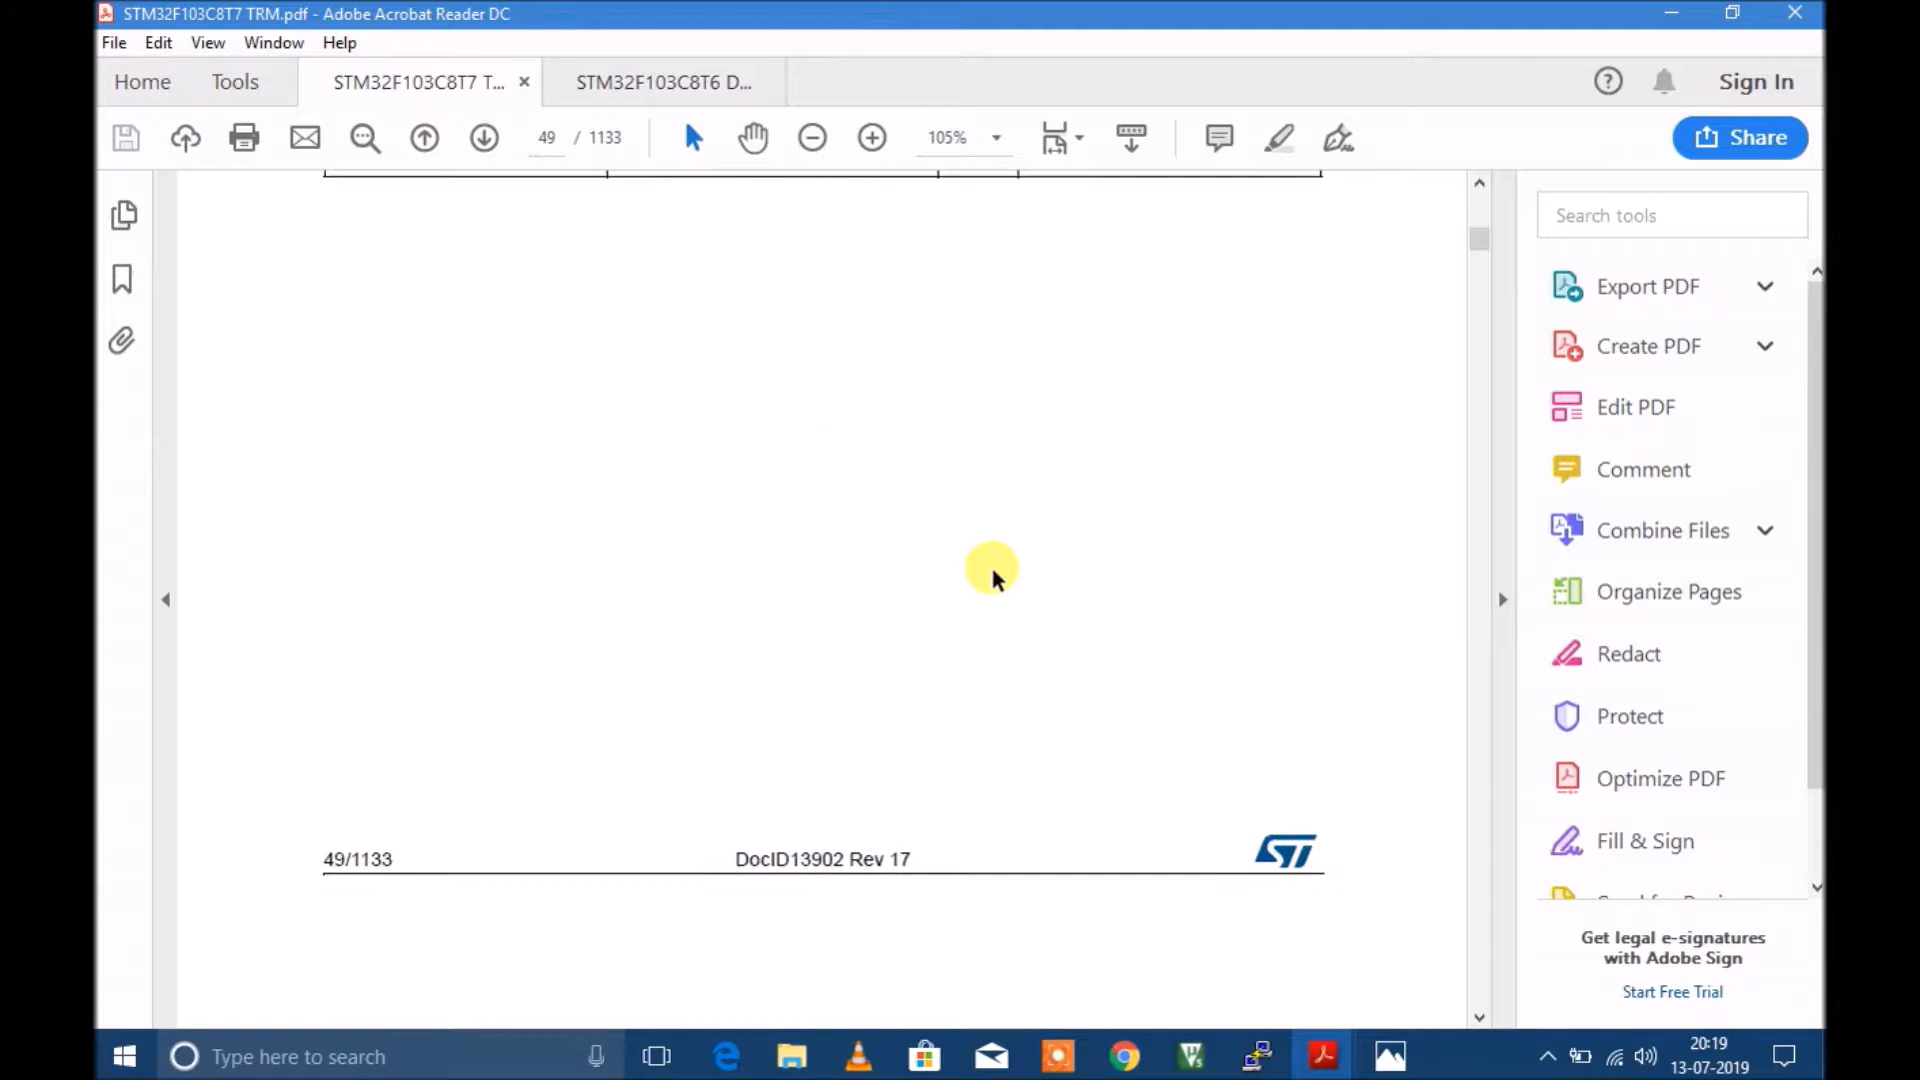 STM32F103C8T7 TRM.pdf - Adobe Acrobat Reader DC
File Edit View Window Help
Home Tools STM32F103C8T7 T... STM32F103C8T6 D... Sign In
49 / 1133 105% Share
Search tools
Export PDF
Create PDF
Edit PDF
Comment
Combine Files
Organize Pages
Redact
Protect
Optimize PDF
Fill & Sign
49/1133 DocID13902 Rev 17 ST
Get legal e-signatures
with Adobe Sign
Start Free Trial
Type here to search
20:19
13-07-2019